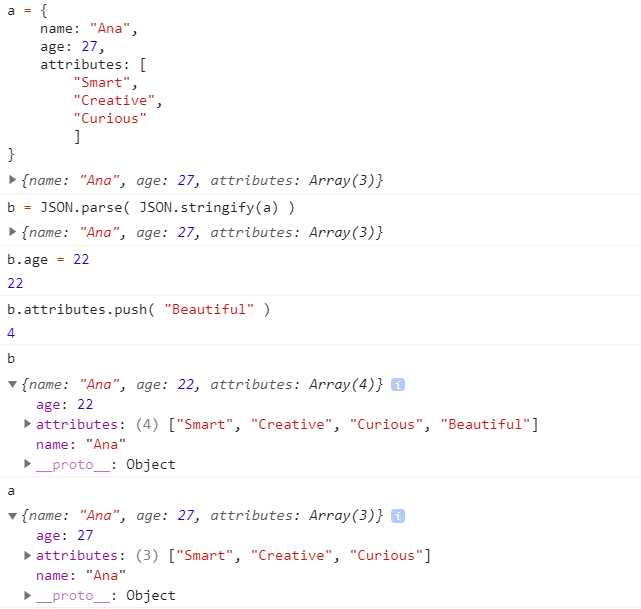 a = {
    name: "Ana",
    age: 27,
    attributes: [
        "Smart",
        "Creative",
        "Curious"
        ]
}
▶ {name: "Ana", age: 27, attributes: Array(3)}
b = JSON.parse( JSON.stringify(a) )
▶ {name: "Ana", age: 27, attributes: Array(3)}
b.age = 22
22
b.attributes.push( "Beautiful" )
4
b
▼ {name: "Ana", age: 22, attributes: Array(4)} i
age: 22
▶ attributes: (4) ["Smart", "Creative", "Curious", "Beautiful"]
name: "Ana"
▶ __proto__: Object
a
▼ {name: "Ana", age: 27, attributes: Array(3)} i
age: 27
▶ attributes: (3) ["Smart", "Creative", "Curious"]
name: "Ana"
▶ __proto__: Object